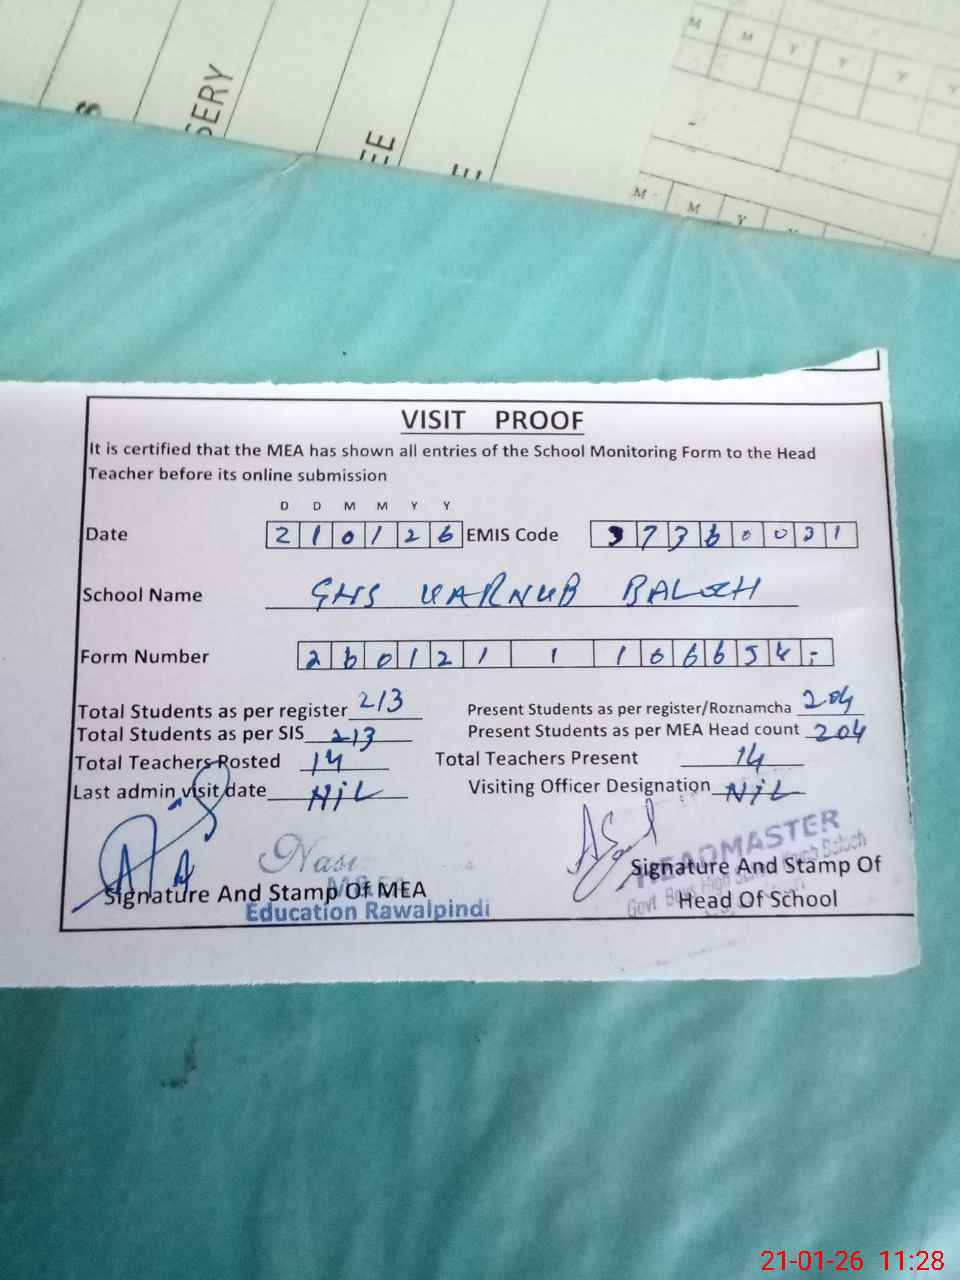 SERY
EE
M M Y Y Y Y
M M Y
VISIT PROOF
It is certified that the MEA has shown all entries of the School Monitoring Form to the Head
Teacher before its online submission
D D M M Y Y
Date 2 1 0 1 2 6 EMIS Code 3 7 3 6 0 0 3 1
School Name GHS BALOCH
Form Number 2 6 0 1 2 1 1 1 6 6 6 5 4 -
Total Students as per register 213 Present Students as per register/Roznamcha 204
Total Students as per SIS 213 Present Students as per MEA Head count 204
Total Teachers Posted 14 Total Teachers Present 14
Last admin visit date NIL Visiting Officer Designation NIL
HEADMASTER
Signature And Stamp Of MEA
Education Rawalpindi
Signature And Stamp Of
Head Of School
Govt Boys High
21-01-26 11:28